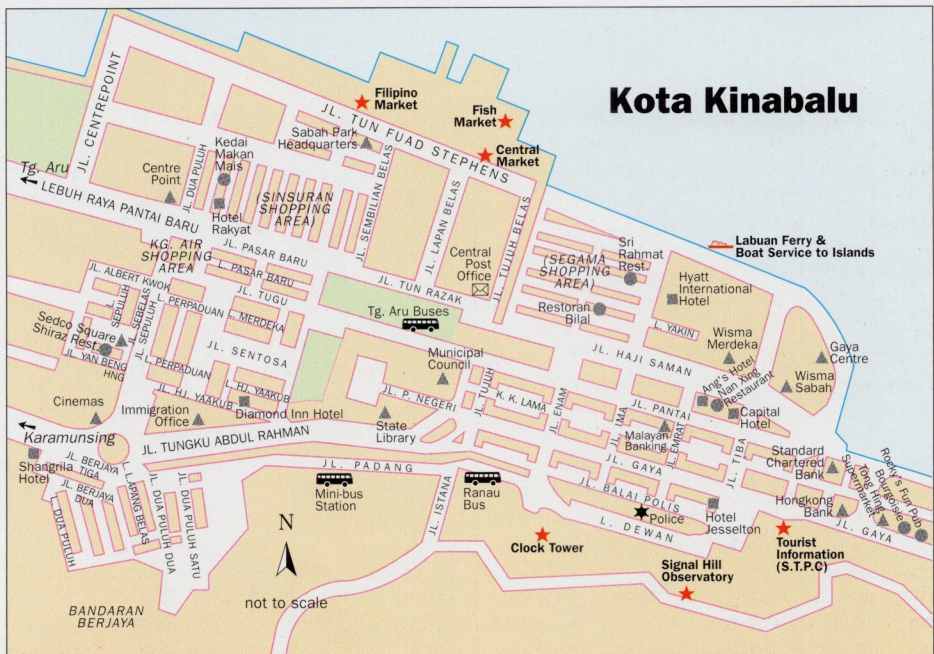 Kota Kinabalu
JL. CENTREPOINT
Filipino
Market
JL. TUN FUAD STEPHENS
Fish
Market
Central
Market
Sabah Park
Headquarters
Kedai
Makan
Mais
Tg. Aru
Centre
Point
JL. DUA PULUH
Hotel
Rakyat
(SINSURAN
SHOPPING
AREA)
JL. SEMBILIAN BELAS
JL. LAPAN BELAS
JL. TUJUH BELAS
LEBUH RAYA PANTAI BARU
KG. AIR
SHOPPING
AREA
JL. PASAR BARU
L. PASAR BARU
Central
Post
Office
(SEGAMA
SHOPPING
AREA)
Sri
Rahmat
Rest.
Labuan Ferry &
Boat Service to Islands
Hyatt
International
Hotel
JL. ALBERT KWOK
L. PERPADUAN
JL. TUGU
JL. TUN RAZAK
Restoran
Bilal
L. SEPULUH
SEBELAS
JL. SEPULUH
L. MERDEKA
Tg. Aru Buses
L. YAKIN
Wisma
Merdeka
Gaya
Centre
Sedco Square
Shiraz Rest.
JL. SENTOSA
JL. HAJI SAMAN
Wisma
Sabah
JL. YAN BENG
HNG
L. PERPADUAN
Municipal
Council
JL. TUJUH
Ang's Hotel
Nan Xing
Restaurant
JL. HJ. YAAKUB
L. HJ. YAAKUB
JL. P. NEGERI
K. K. LAMA
JL. ENAM
JL. PANTAI
Capital
Hotel
Cinemas
Immigration
Office
Diamond Inn Hotel
State
Library
L. IMA
Malayan
Banking
JL. EMPAT
JL. TIBA
Karamunsing
JL. TUNGKU ABDUL RAHMAN
JL. GAYA
Standard
Chartered
Bank
Shangrila
Hotel
JL. BERJAYA
TIGA
JL. BERJAYA
DUA
L. DUA PULUH
L. LAPANG BELAS
JL. DUA PULUH DUA
JL. DUA PULUH SATU
JL. PADANG
Mini-bus
Station
JL. ISTANA
Ranau
Bus
JL. BALAI POLIS
Police
L. DEWAN
Hotel
Jesselton
Hongkong
Bank
Tong Hing
Supermarket
Bourgoisie
Rocky's Fun Pub
JL. GAYA
Tourist
Information
(S.T.P.C)
N
Clock Tower
Signal Hill
Observatory
not to scale
BANDARAN
BERJAYA